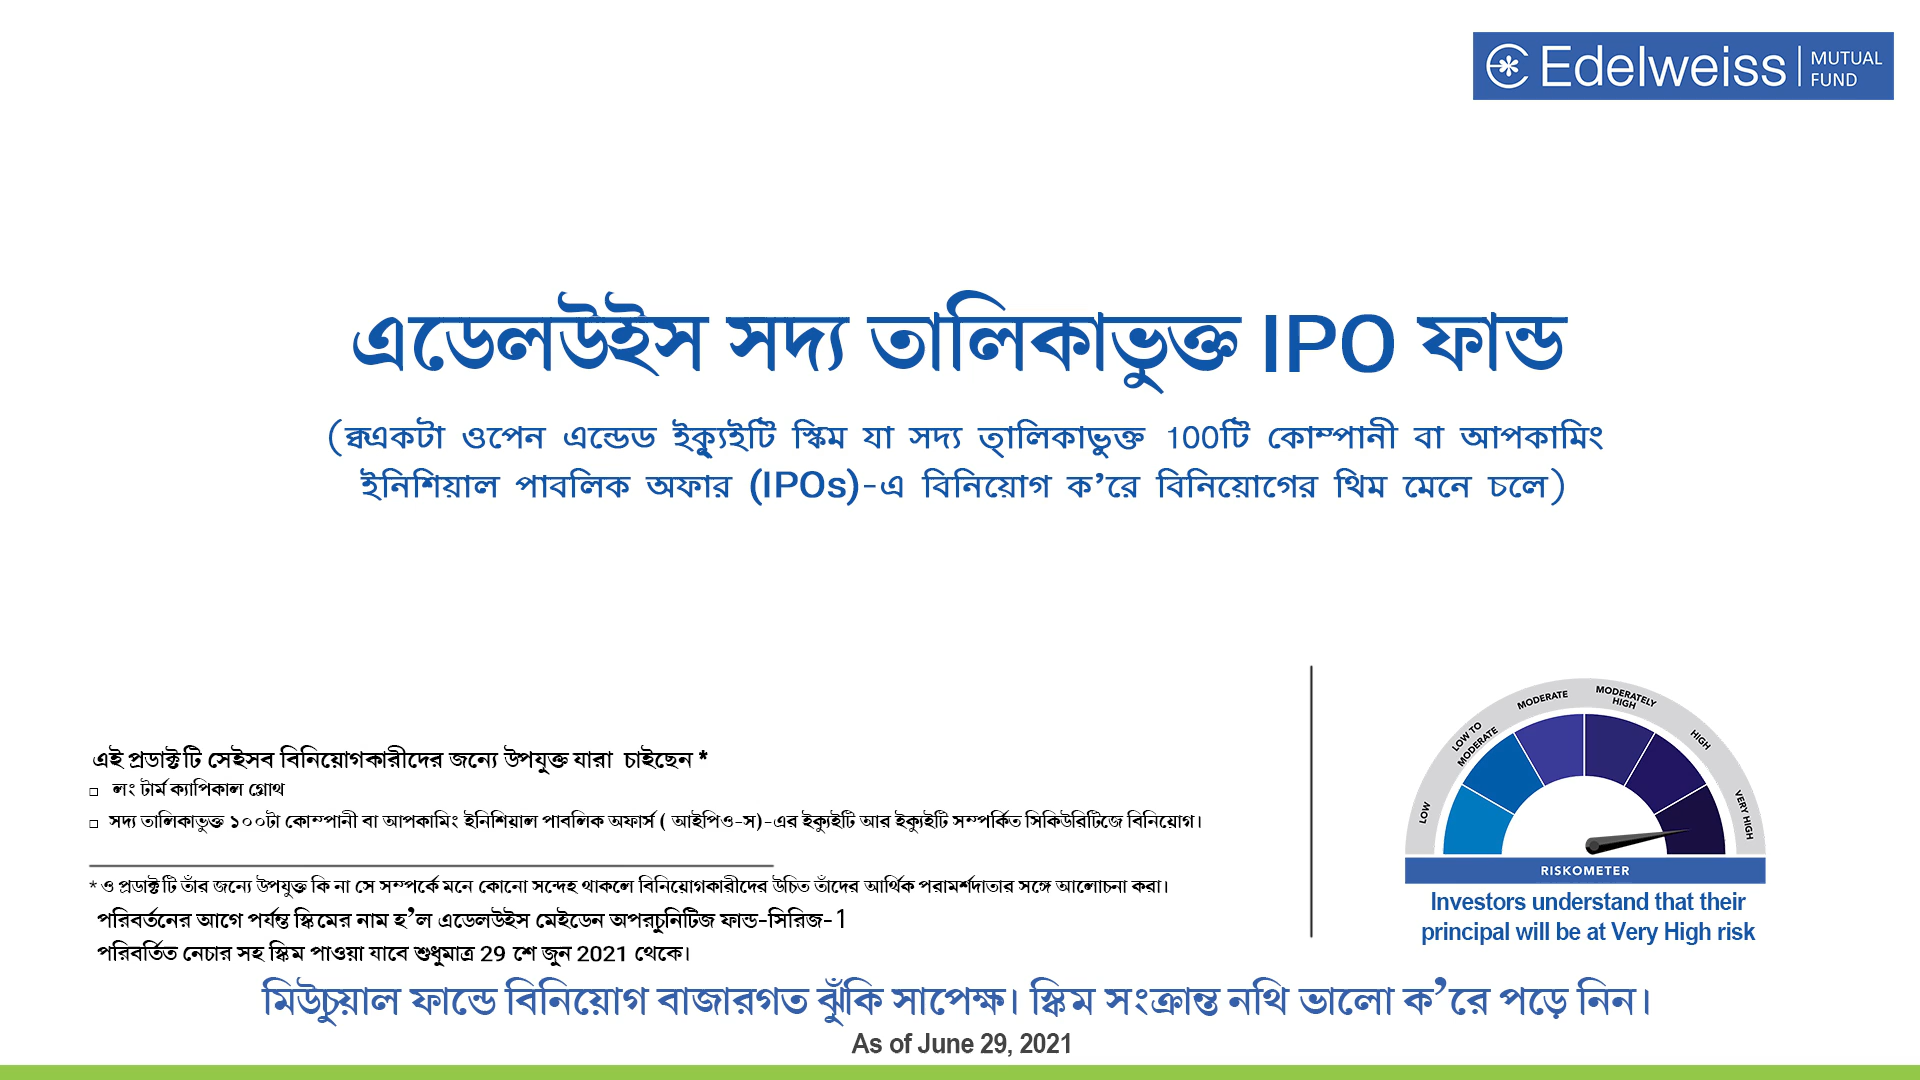 Edelweiss MUTUAL FUND
এডেলউইস সদ্য তালিকাভুক্ত IPO ফান্ড
(একটা ওপেন এন্ডেড ইক্যুইটি স্কিম যা সদ্য ত্যালিকাভুক্ত 100টি কোম্পানী বা আপকামিং
ইনিশিয়াল পাবলিক অফার (IPOs)-এ বিনিয়োগ ক’রে বিনিয়োগের থিম মেনে চলে)
এই প্রডাক্টটি সেইসব বিনিয়োগকারীদের জন্যে উপযুক্ত যারা চাইছেন *
লং টার্ম ক্যাপিকাল গ্রোথ
সদ্য তালিকাভুক্ত ১০০টা কোম্পানী বা আপকামিং ইনিশিয়াল পাবলিক অফার্স ( আইপিও-স)-এর ইক্যুইটি আর ইক্যুইটি সম্পর্কিত সিকিউরিটিজে বিনিয়োগ।
*ও প্রডাক্টটি তাঁর জন্যে উপযুক্ত কি না সে সম্পর্কে মনে কোনো সন্দেহ থাকলে বিনিয়োগকারীদের উচিত তাঁদের আর্থিক পরামর্শদাতার সঙ্গে আলোচনা করা।
পরিবর্তনের আগে পর্যন্ত স্কিমের নাম হ’ল এডেলউইস মেইডেন অপরচুনিটিজ ফান্ড-সিরিজ-1
পরিবর্তিত নেচার সহ স্কিম পাওয়া যাবে শুধুমাত্র 29 শে জুন 2021 থেকে।
LOW
LOW TO MODERATE
MODERATE
MODERATELY HIGH
HIGH
VERY HIGH
RISKOMETER
Investors understand that their
principal will be at Very High risk
মিউচুয়াল ফান্ডে বিনিয়োগ বাজারগত ঝুঁকি সাপেক্ষ। স্কিম সংক্রান্ত নথি ভালো ক’রে পড়ে নিন।
As of June 29, 2021